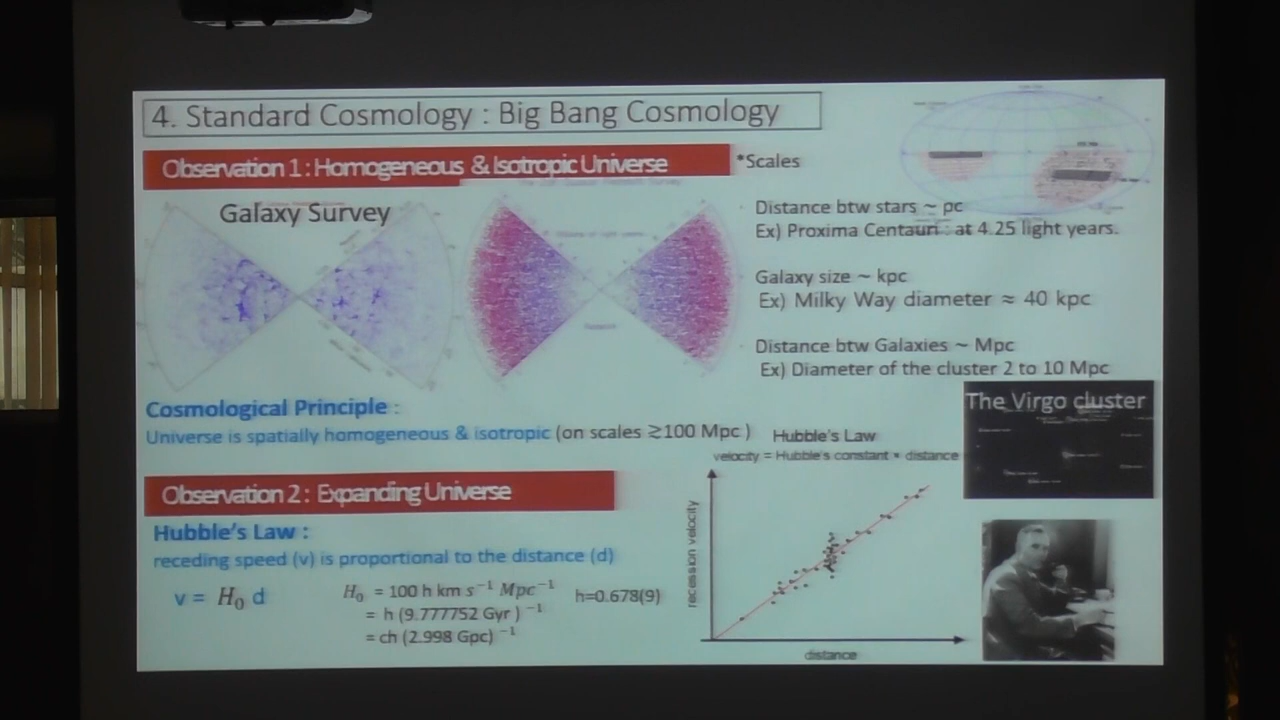 4. Standard Cosmology : Big Bang Cosmology
Observation 1 : Homogeneous & Isotropic Universe
*Scales
Galaxy Survey
Distance btw stars ~ pc
Ex) Proxima Centauri : at 4.25 light years.
Galaxy size ~ kpc
Ex) Milky Way diameter ≈ 40 kpc
Distance btw Galaxies ~ Mpc
Ex) Diameter of the cluster 2 to 10 Mpc
The Virgo cluster
Cosmological Principle :
Universe is spatially homogeneous & isotropic (on scales ≳100 Mpc )
Hubble's Law
velocity = Hubble's constant × distance
recession velocity
distance
Observation 2 : Expanding Universe
Hubble's Law :
receding speed (v) is proportional to the distance (d)
v = H₀ d
H₀ = 100 h km s⁻¹ Mpc⁻¹
h=0.678(9)
= h (9.777752 Gyr ) ⁻¹
= ch (2.998 Gpc) ⁻¹